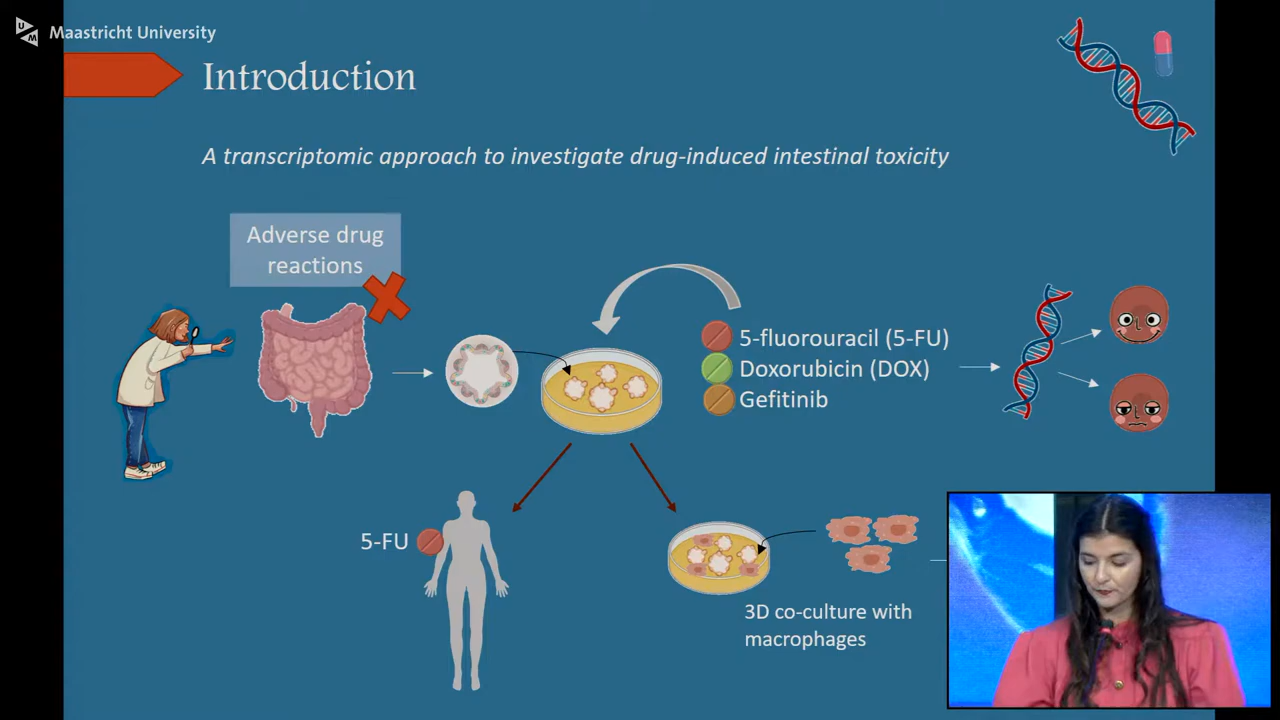 Maastricht University
Introduction
A transcriptomic approach to investigate drug-induced intestinal toxicity
Adverse drug
reactions
5-fluorouracil (5-FU)
Doxorubicin (DOX)
Gefitinib
5-FU
3D co-culture with
macrophages